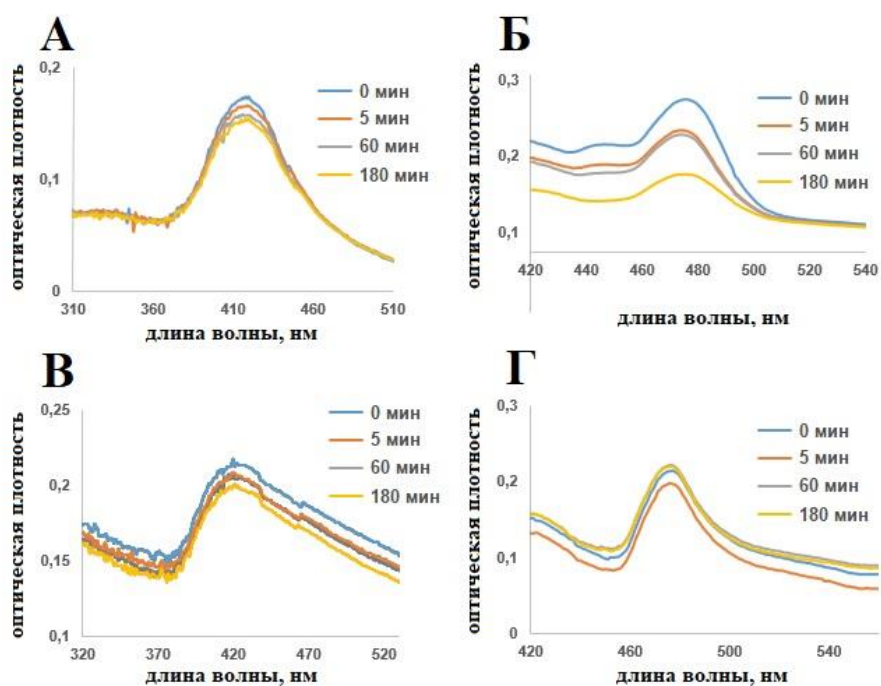 А
оптическая плотность
0,2
0,1
0
310 360 410 460 510
длина волны, нм
0 мин
5 мин
60 мин
180 мин
Б
оптическая плотность
0,3
0,2
0,1
420 440 460 480 500 520 540
длина волны, нм
0 мин
5 мин
60 мин
180 мин
В
оптическая плотность
0,25
0,2
0,15
0,1
320 370 420 470 520
длина волны, нм
0 мин
5 мин
60 мин
180 мин
Г
оптическая плотность
0,3
0,2
0,1
0
420 460 500 540
длина волны, нм
0 мин
5 мин
60 мин
180 мин